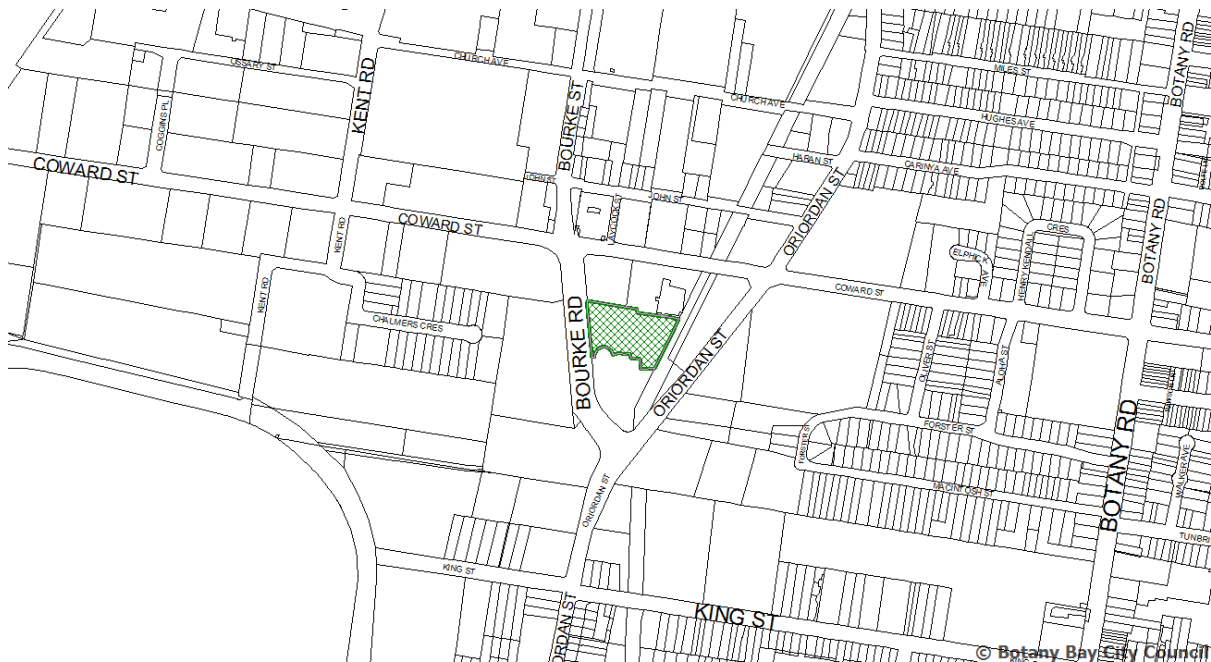 USSARY ST
KENT RD
CHURCH AVE
BOURKE ST
CHURCH AVE
MILES ST
BOTANY RD
HUGHES AVE
COGGINS PL
COWARD ST
JOHN ST
LAYCOCK ST
OHN ST
HARAN ST
ORIORDAN ST
CARINYA AVE
KENT RD
COWARD ST
CRES
HENRY KENDALL
ELPHICK
AVE
BOTANY RD
KENT RD
COWARD ST
CHALMERS CRES
BOURKE RD
ORIORDAN ST
OLIVER ST
ALOHA ST
FORSTER ST
FORSTER ST
BOTANY RD
WALKER AVE
MACINTOSH ST
ORIORDAN ST
TUNBRI
KING ST
KING ST
ORDAN ST
KING
© Botany Bay City Council